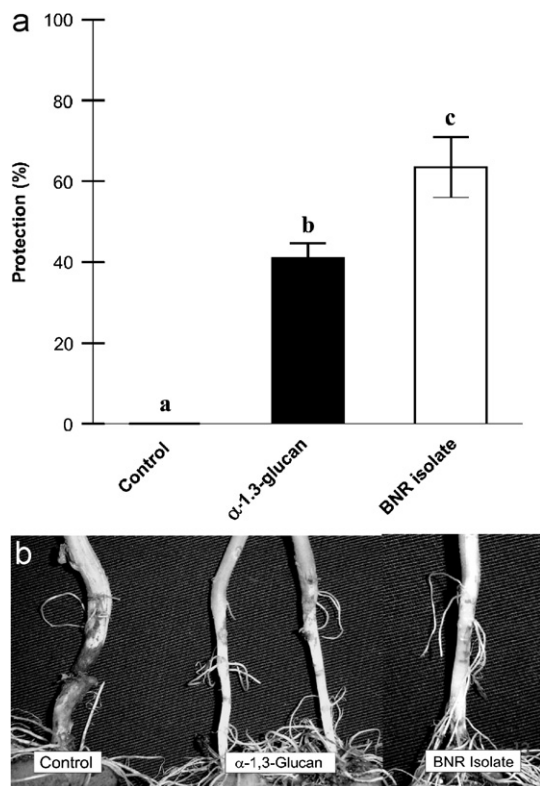 a
100
80
60
40
20
0
Protection (%)
a
b
c
Control
α-1.3-glucan
BNR isolate
b
Control
α-1,3-Glucan
BNR Isolate